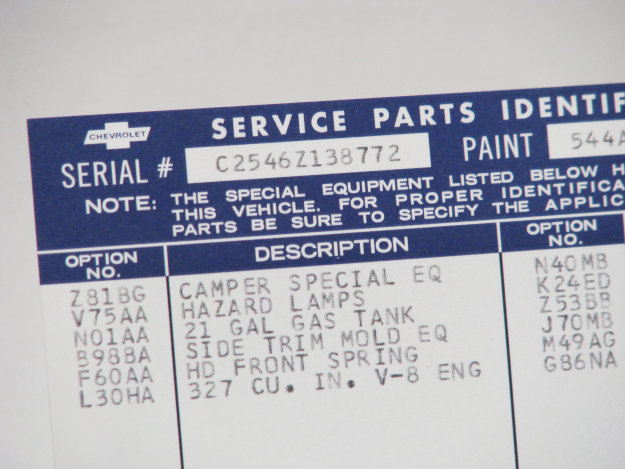 CHEVROLET
SERVICE PARTS IDENTIF
SERIAL # C2546Z138772 PAINT 544A
NOTE: THE SPECIAL EQUIPMENT LISTED BELOW H
THIS VEHICLE. FOR PROPER IDENTIFICA
PARTS BE SURE TO SPECIFY THE APPLIC
OPTION NO. DESCRIPTION OPTION NO.
Z81BG CAMPER SPECIAL EQ N40MB
V75AA HAZARD LAMPS K24ED
N01AA 21 GAL GAS TANK Z53BB
B98BA SIDE TRIM MOLD EQ J70MB
F60AA HD FRONT SPRING M49AG
L30HA 327 CU. IN. V-8 ENG G86NA